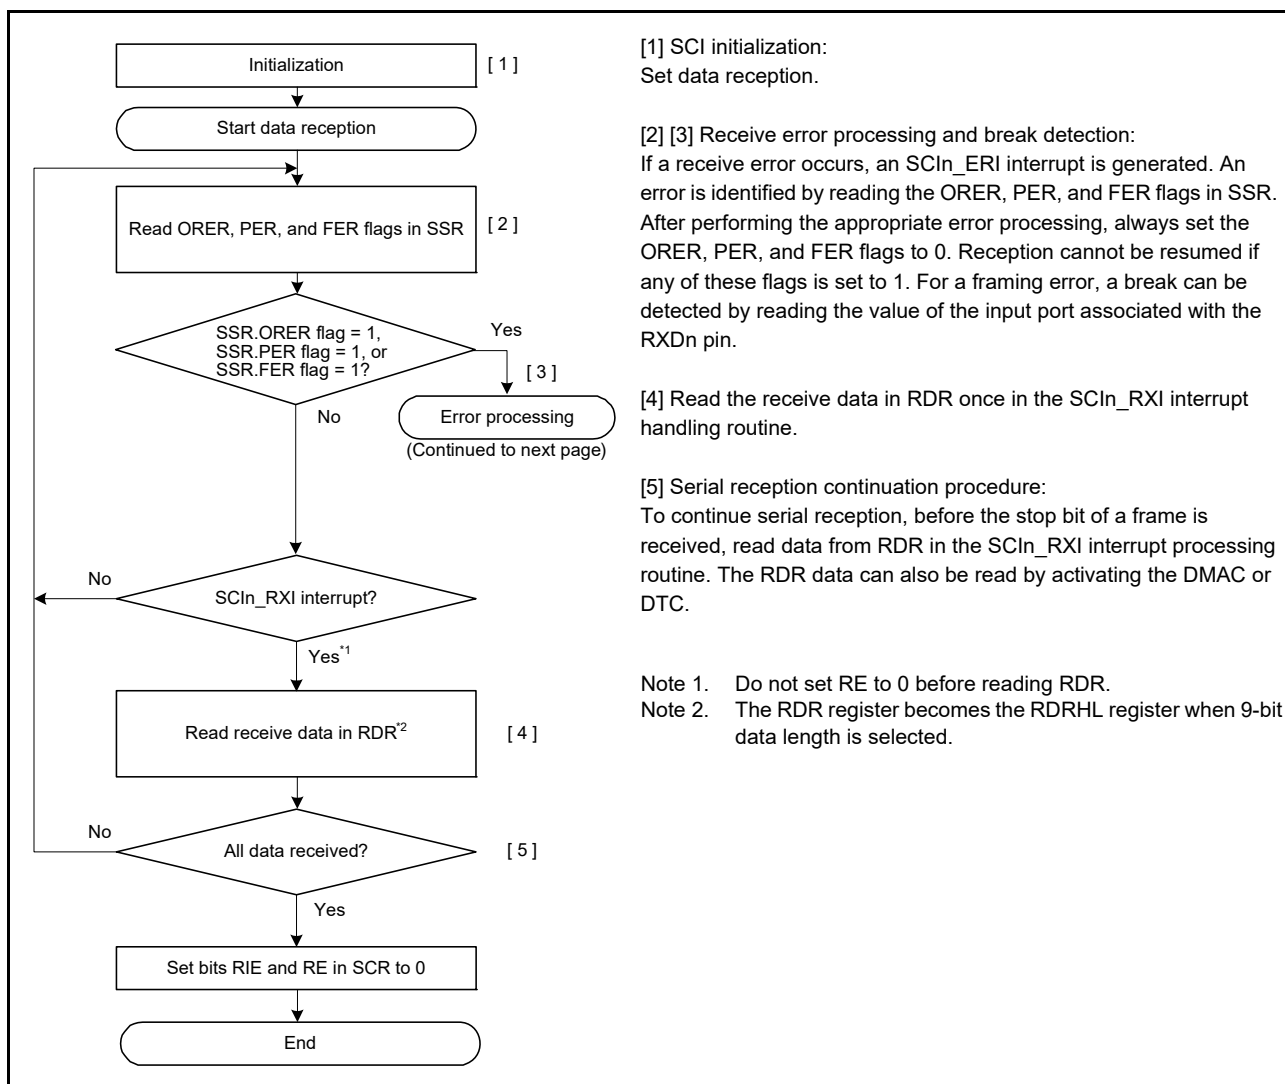 Initialization
[ 1 ]
Start data reception
Read ORER, PER, and FER flags in SSR
[ 2 ]
SSR.ORER flag = 1,
SSR.PER flag = 1, or
SSR.FER flag = 1?
Yes
[ 3 ]
No
Error processing
(Continued to next page)
No
SCIn_RXI interrupt?
Yes*1
Read receive data in RDR*2
[ 4 ]
No
All data received?
[ 5 ]
Yes
Set bits RIE and RE in SCR to 0
End
[1] SCI initialization:
Set data reception.
[2] [3] Receive error processing and break detection:
If a receive error occurs, an SCIn_ERI interrupt is generated. An
error is identified by reading the ORER, PER, and FER flags in SSR.
After performing the appropriate error processing, always set the
ORER, PER, and FER flags to 0. Reception cannot be resumed if
any of these flags is set to 1. For a framing error, a break can be
detected by reading the value of the input port associated with the
RXDn pin.
[4] Read the receive data in RDR once in the SCIn_RXI interrupt
handling routine.
[5] Serial reception continuation procedure:
To continue serial reception, before the stop bit of a frame is
received, read data from RDR in the SCIn_RXI interrupt processing
routine. The RDR data can also be read by activating the DMAC or
DTC.
Note 1. Do not set RE to 0 before reading RDR.
Note 2. The RDR register becomes the RDRHL register when 9-bit
data length is selected.